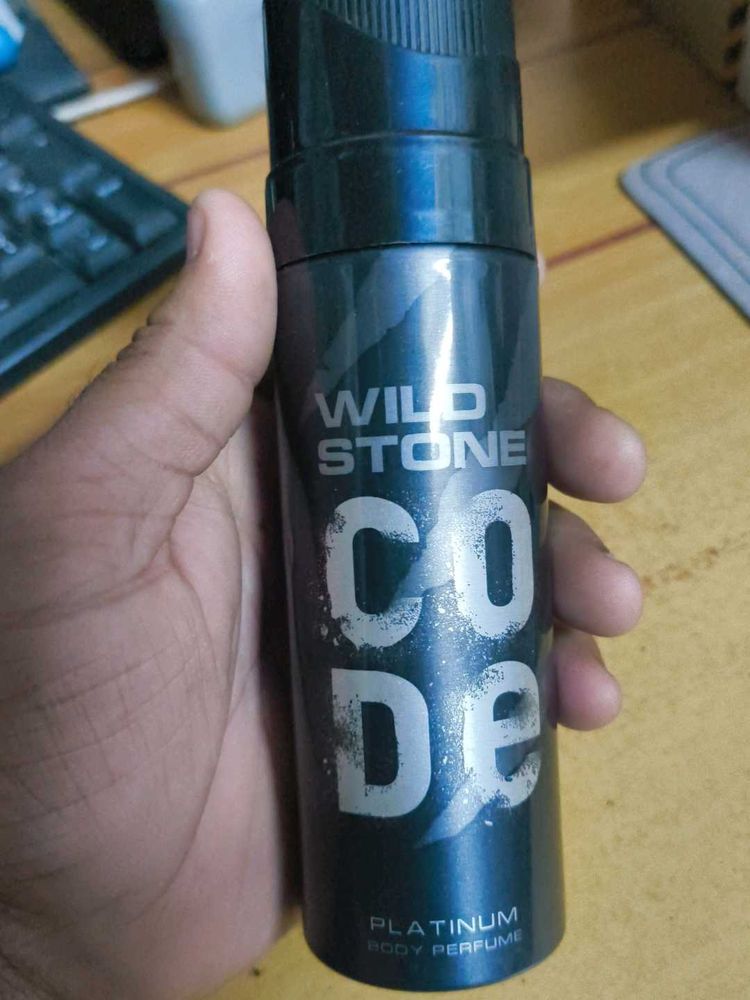 WILD
STONE
CO
De
PLATINUM
BODY PERFUME